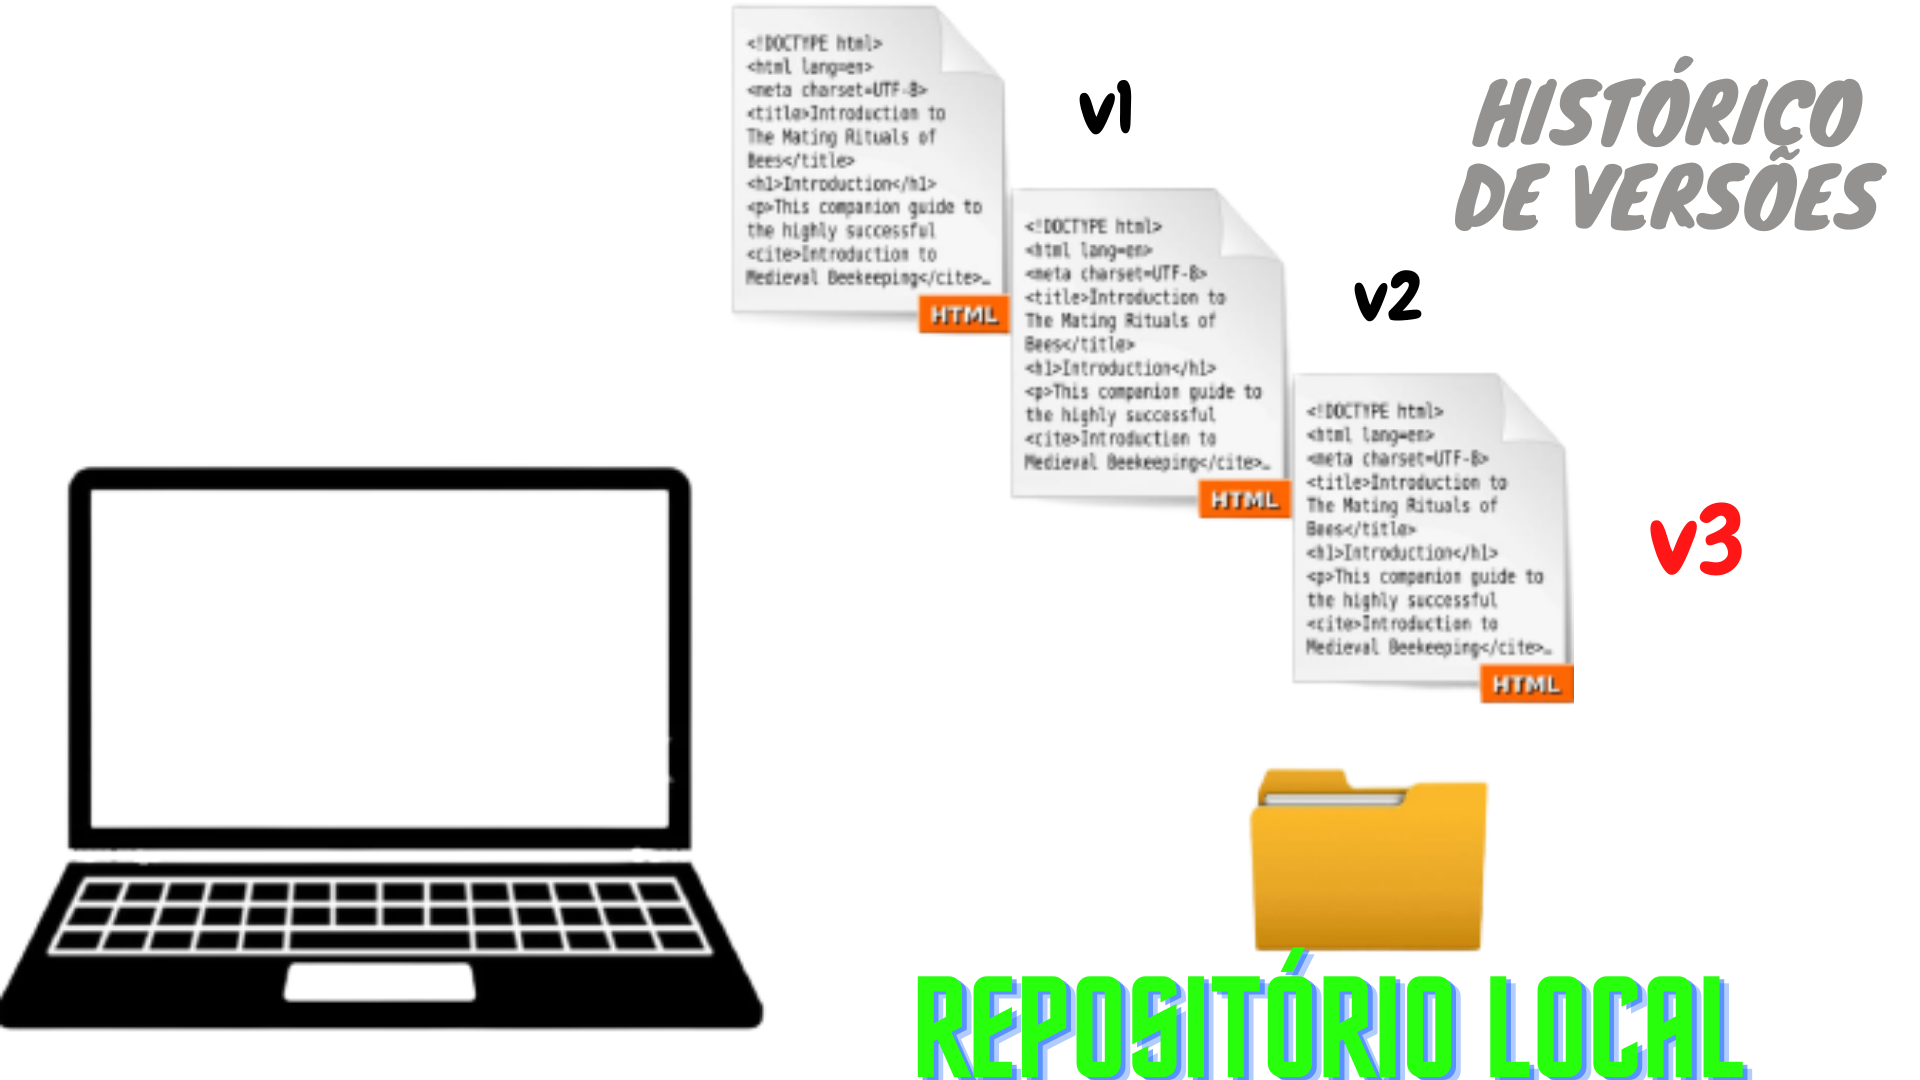 <!DOCTYPE html>
<html lang=en>
<meta charset=UTF-8>
<title>Introduction to
The Mating Rituals of
Bees</title>
<h1>Introduction</h1>
<p>This companion guide to
the highly successful
<cite>Introduction to
Medieval Beekeeping</cite>…
HTML
v1
HISTÓRICO
DE VERSÕES
<!DOCTYPE html>
<html lang=en>
<meta charset=UTF-8>
<title>Introduction to
The Mating Rituals of
Bees</title>
<h1>Introduction</h1>
<p>This companion guide to
the highly successful
<cite>Introduction to
Medieval Beekeeping</cite>…
HTML
v2
<!DOCTYPE html>
<html lang=en>
<meta charset=UTF-8>
<title>Introduction to
The Mating Rituals of
Bees</title>
<h1>Introduction</h1>
<p>This companion guide to
the highly successful
<cite>Introduction to
Medieval Beekeeping</cite>…
HTML
v3
REPOSITÓRIO LOCAL